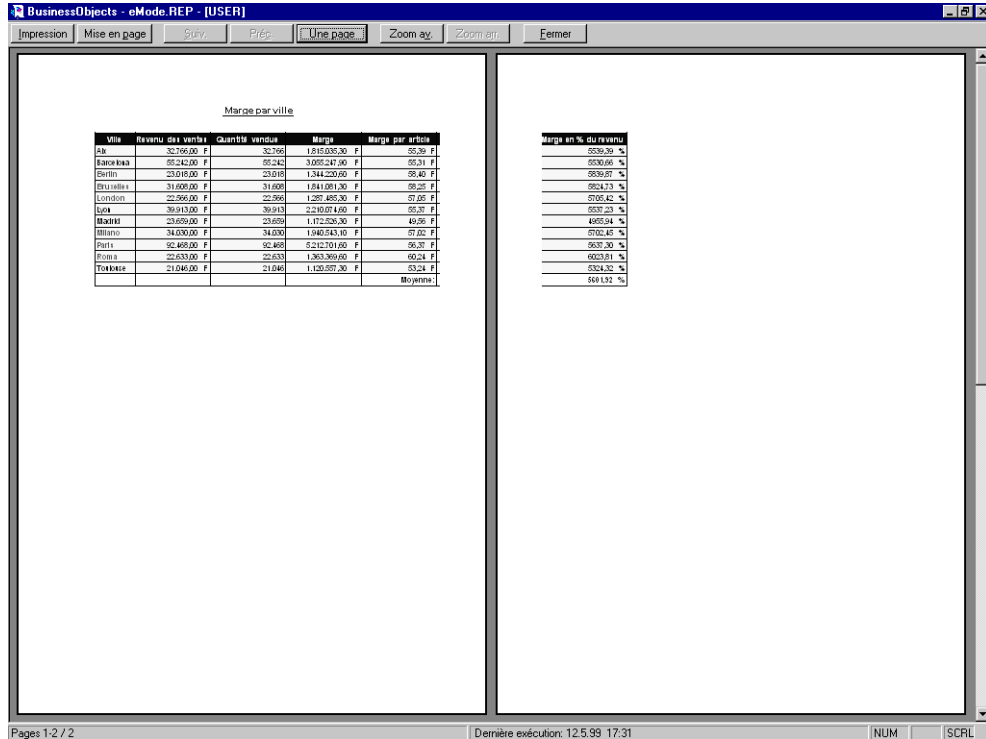 BusinessObjects - eMode.REP - [USER]
Impression Mise en page Suiv. Préc. Une page Zoom av. Zoom arr. Fermer
Marge par ville
Ville Revenu des ventes Quantité vendue Marge Marge par article
Aix 32.766,00 F 32.766 1.815.035,30 F 55,39 F
Barcelona 55.242,00 F 55.242 3.055.247,90 F 55,31 F
Berlin 23.018,00 F 23.018 1.344.220,60 F 58,40 F
Bruxelles 31.608,00 F 31.608 1.841.081,30 F 58,25 F
London 22.566,00 F 22.566 1.287.485,30 F 57,05 F
Lyon 39.913,00 F 39.913 2.210.074,60 F 55,37 F
Madrid 23.659,00 F 23.659 1.172.526,30 F 49,56 F
Milano 34.030,00 F 34.030 1.940.543,10 F 57,02 F
Paris 92.468,00 F 92.468 5.212.701,60 F 56,37 F
Roma 22.633,00 F 22.633 1.363.369,60 F 60,24 F
Toulouse 21.046,00 F 21.046 1.120.557,30 F 53,24 F
Moyenne:
Marge en % du revenu
5539,39 %
5530,66 %
5839,87 %
5824,73 %
5705,42 %
5537,23 %
4955,94 %
5702,45 %
5637,30 %
6023,81 %
5324,32 %
5601,92 %
Pages 1-2 / 2 Dernière exécution: 12.5.99 17:31 NUM SCRL